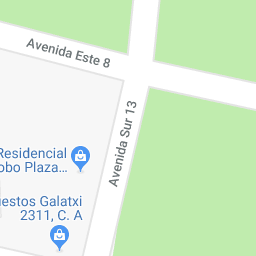 Avenida Este 8
Avenida Sur 13
Residencial
obo Plaza...
estos Galatxi
2311, C. A